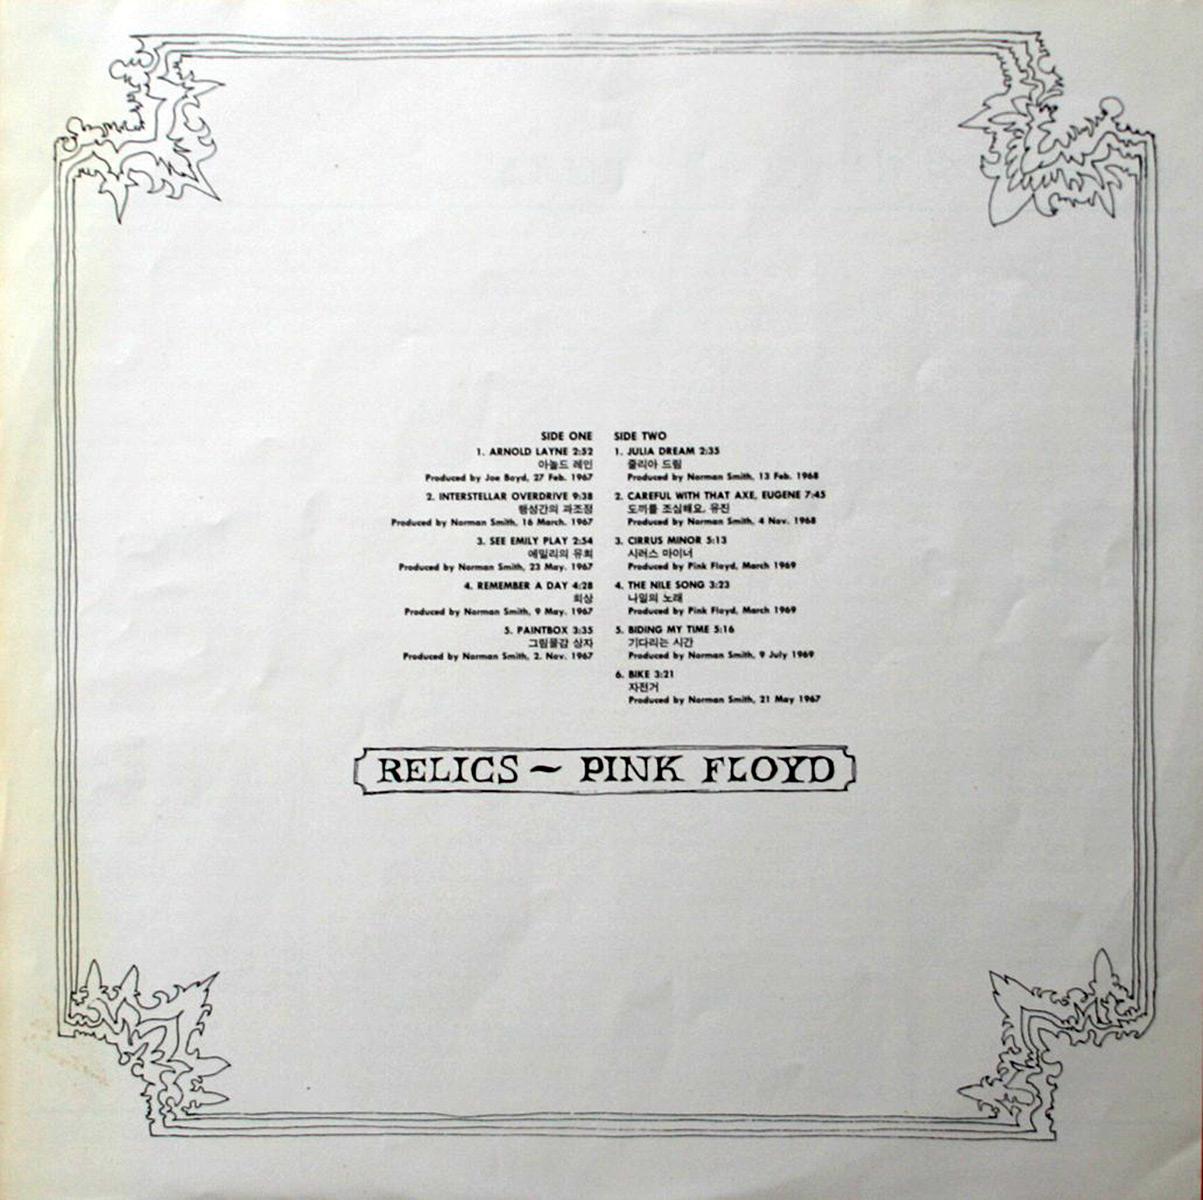 SIDE ONE
1. ARNOLD LAYNE 2:52
아놀드 레인
Produced by Joe Boyd, 27 Feb. 1967
2. INTERSTELLAR OVERDRIVE 9:38
행성간의 과조정
Produced by Norman Smith, 16 March. 1967
3. SEE EMILY PLAY 2:54
에밀리의 유희
Produced by Norman Smith, 23 May. 1967
4. REMEMBER A DAY 4:28
회상
Produced by Norman Smith, 9 May. 1967
5. PAINTBOX 3:35
그림물감 상자
Produced by Norman Smith, 2. Nov. 1967
SIDE TWO
1. JULIA DREAM 2:35
줄리아 드림
Produced by Norman Smith, 13 Feb. 1968
2. CAREFUL WITH THAT AXE, EUGENE 7:45
도끼를 조심해요, 유진
Produced by Norman Smith, 4 Nov. 1968
3. CIRRUS MINOR 5:13
시러스 마이너
Produced by Pink Floyd, March 1969
4. THE NILE SONG 3:23
나일의 노래
Produced by Pink Floyd, March 1969
5. BIDING MY TIME 5:16
기다리는 시간
Produced by Norman Smith, 9 July 1969
6. BIKE 3:21
자전거
Produced by Norman Smith, 21 May 1967
RELICS ~ PINK FLOYD